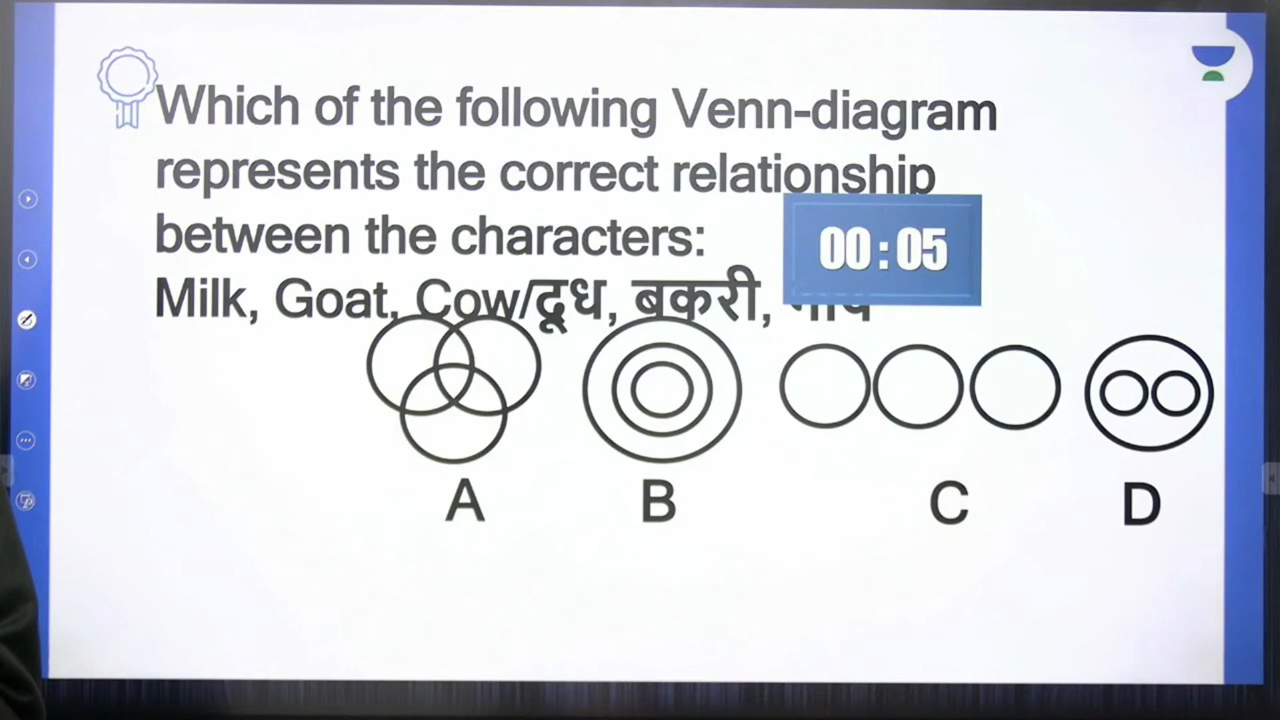 Which of the following Venn-diagram
represents the correct relationship
between the characters:
Milk, Goat, Cow/दूध, बकरी,
00:05
A B C D